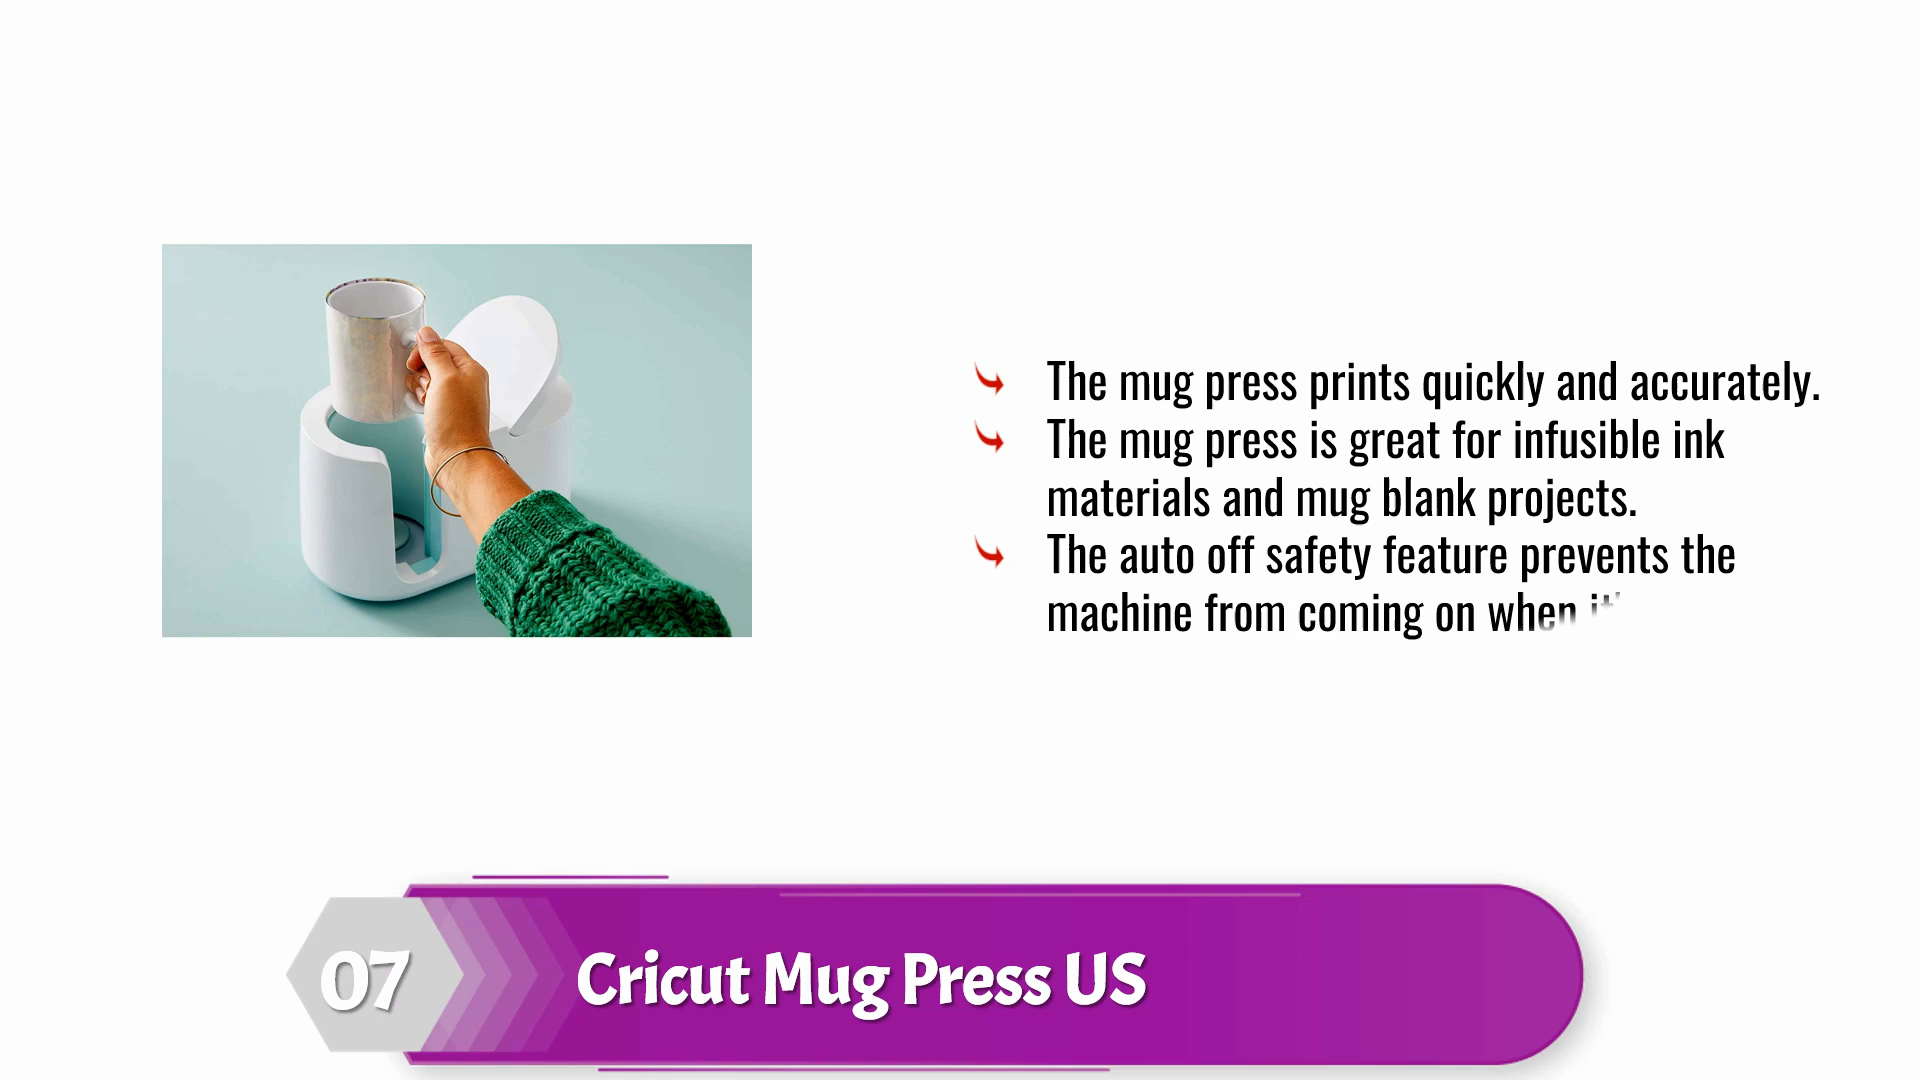 The mug press prints quickly and accurately.
The mug press is great for infusible ink
materials and mug blank projects.
The auto off safety feature prevents the
machine from coming on when
07
Cricut Mug Press US